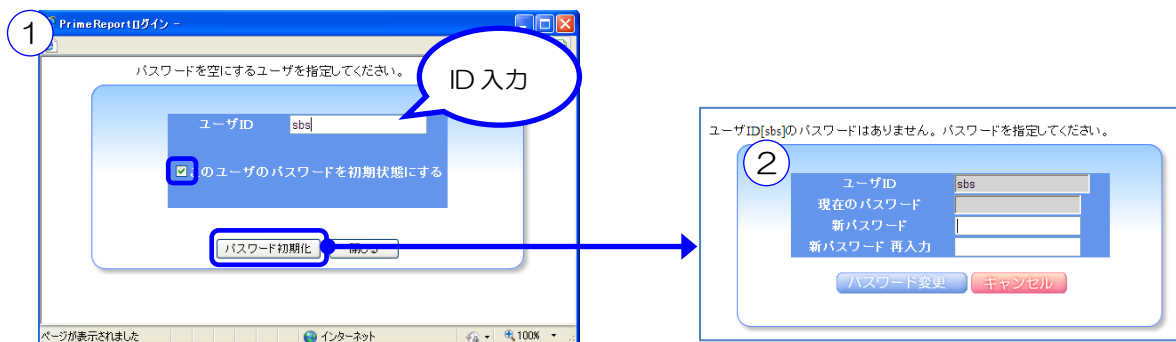 ①
PrimeReportログイン -
パスワードを空にするユーザを指定してください。
ID 入力
ユーザID sbs
このユーザのパスワードを初期状態にする
パスワード初期化 閉じる
ページが表示されました インターネット 100%
ユーザID[sbs]のパスワードはありません。パスワードを指定してください。
②
ユーザID sbs
現在のパスワード
新パスワード
新パスワード 再入力
パスワード変更 キャンセル